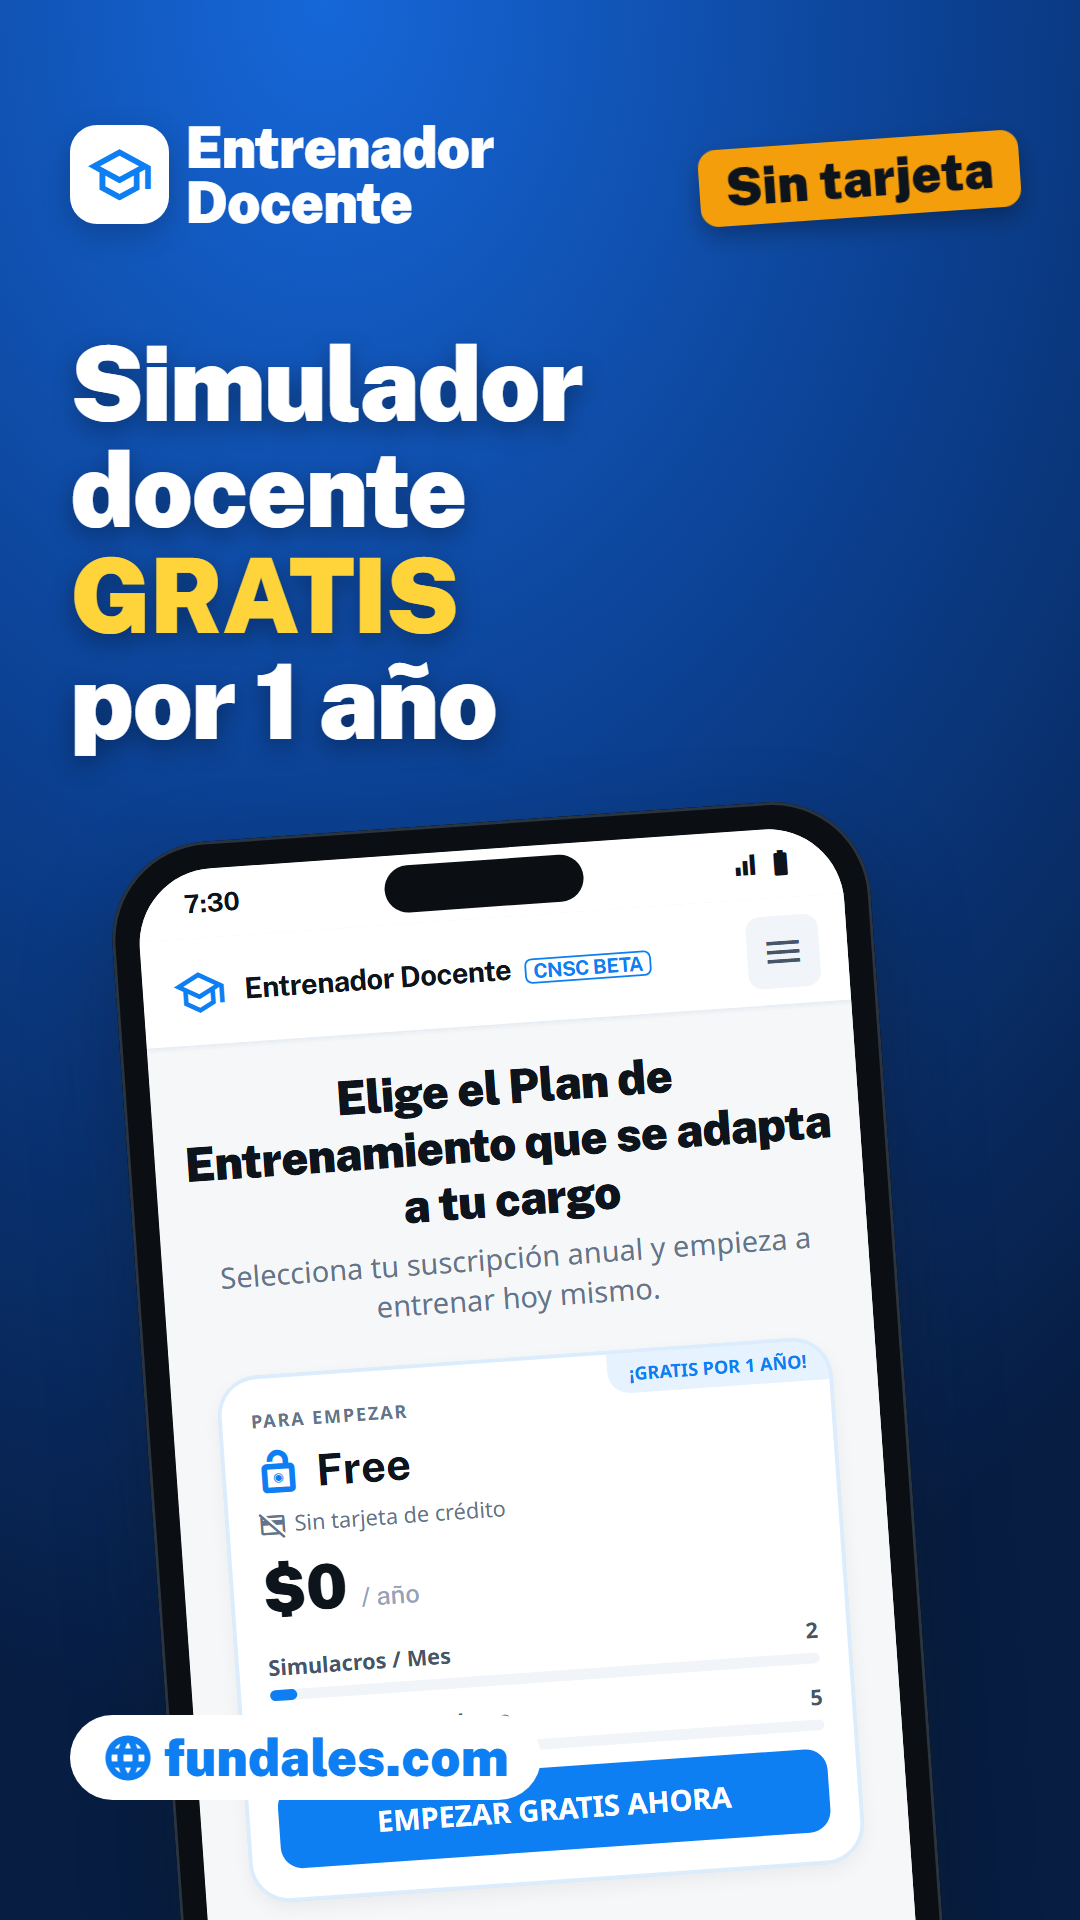 Entrenador
Docente
Sin tarjeta
Simulador
docente
GRATIS
por 1 año
7:30
Entrenador Docente CNSC BETA
Elige el Plan de
Entrenamiento que se adapta
a tu cargo
Selecciona tu suscripción anual y empieza a
entrenar hoy mismo.
¡GRATIS POR 1 AÑO!
PARA EMPEZAR
Free
Sin tarjeta de crédito
$0 / año
Simulacros / Mes 2
5
fundales.com
EMPEZAR GRATIS AHORA